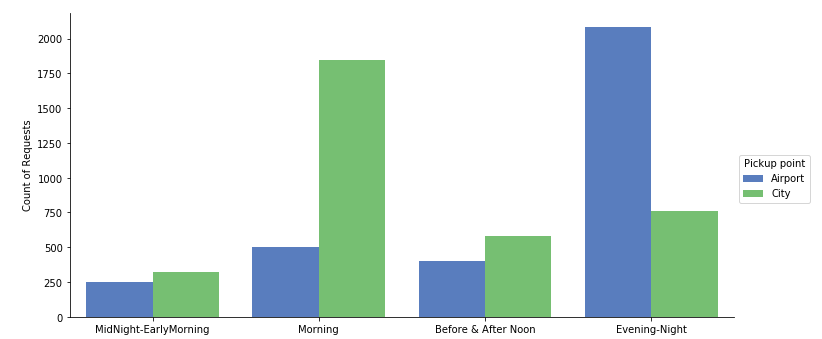 Count of Requests
2000
1750
1500
1250
1000
750
500
250
0
MidNight-EarlyMorning
Morning
Before & After Noon
Evening-Night
Pickup point
Airport
City